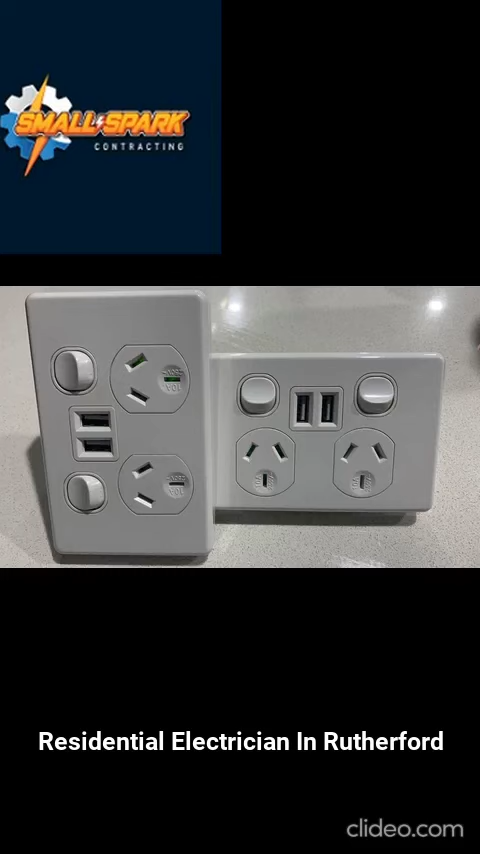 SMALL SPARK
CONTRACTING
Residential Electrician In Rutherford
clideo.com